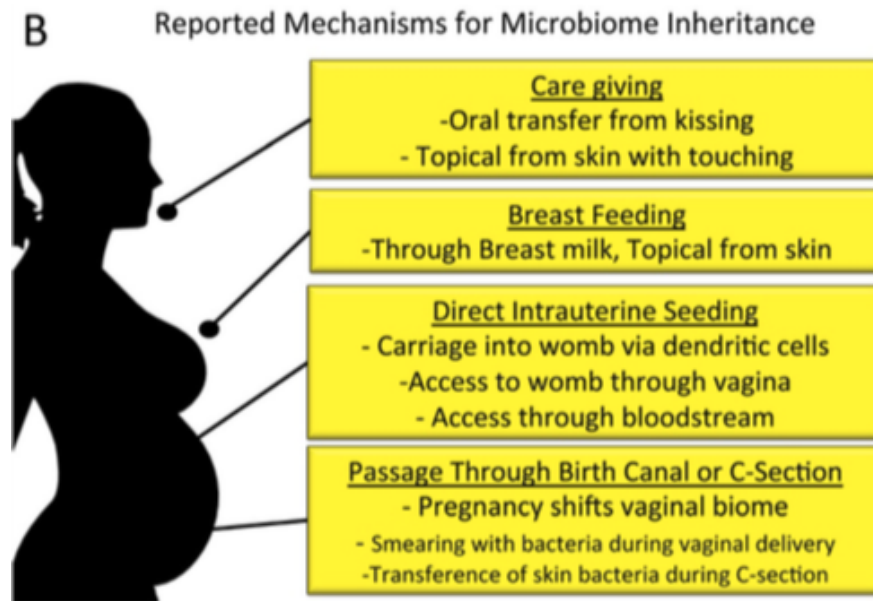 B
Reported Mechanisms for Microbiome Inheritance
Care giving
-Oral transfer from kissing
- Topical from skin with touching
Breast Feeding
-Through Breast milk, Topical from skin
Direct Intrauterine Seeding
- Carriage into womb via dendritic cells
-Access to womb through vagina
- Access through bloodstream
Passage Through Birth Canal or C-Section
- Pregnancy shifts vaginal biome
- Smearing with bacteria during vaginal delivery
-Transference of skin bacteria during C-section